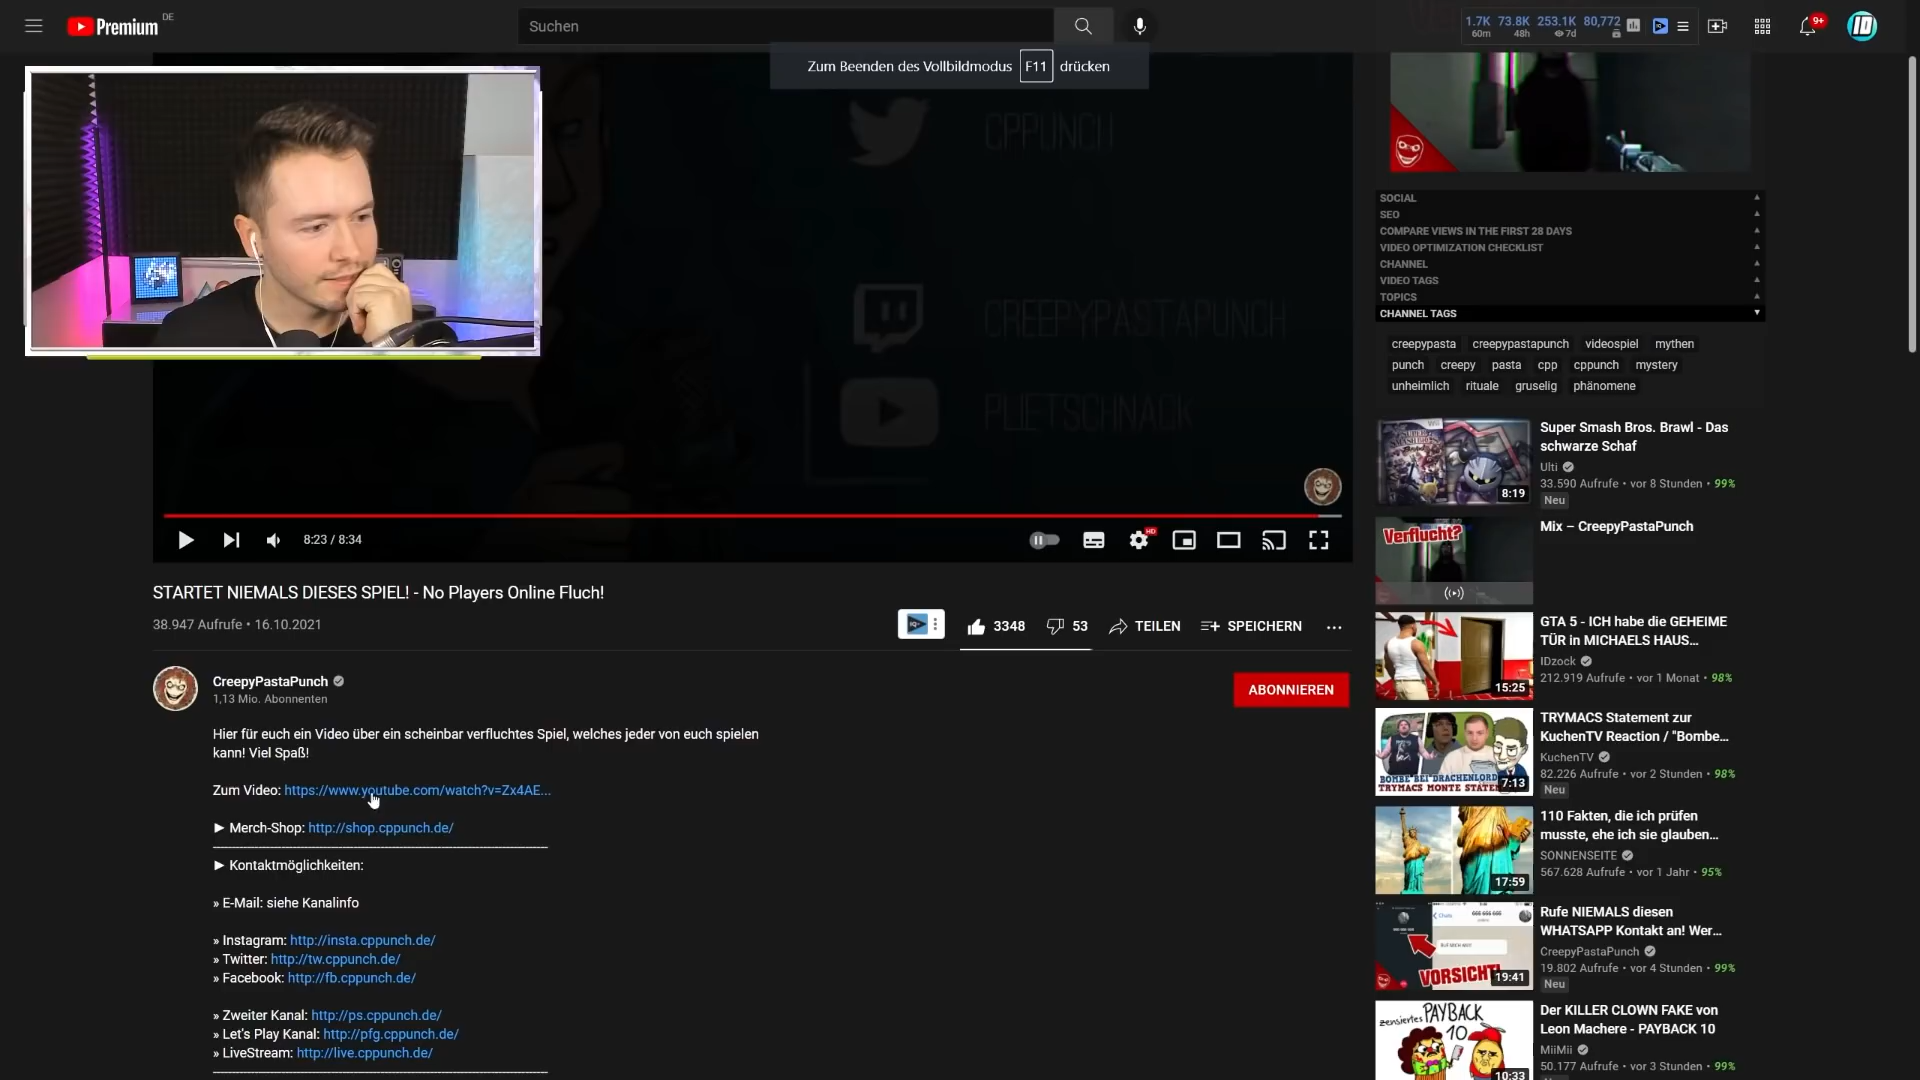 Premium DE
Suchen
1.7K 73.8K 253.1K 80,772
60m 48h 7d
9+
Zum Beenden des Vollbildmodus F11 drücken
CPPUNCH
CREEPYPASTAPUNCH
PLIETSCHNACK
8:23 / 8:34
HD
STARTET NIEMALS DIESES SPIEL! - No Players Online Fluch!
38.947 Aufrufe • 16.10.2021
IQ
3348
53
TEILEN
SPEICHERN
CreepyPastaPunch
1,13 Mio. Abonnenten
ABONNIEREN
Hier für euch ein Video über ein scheinbar verfluchtes Spiel, welches jeder von euch spielen
kann! Viel Spaß!
Zum Video: https://www.youtube.com/watch?v=Zx4AE...
► Merch-Shop: http://shop.cppunch.de/
► Kontaktmöglichkeiten:
» E-Mail: siehe Kanalinfo
» Instagram: http://insta.cppunch.de/
» Twitter: http://tw.cppunch.de/
» Facebook: http://fb.cppunch.de/
» Zweiter Kanal: http://ps.cppunch.de/
» Let's Play Kanal: http://pfg.cppunch.de/
» LiveStream: http://live.cppunch.de/
SOCIAL
SEO
COMPARE VIEWS IN THE FIRST 28 DAYS
VIDEO OPTIMIZATION CHECKLIST
CHANNEL
VIDEO TAGS
TOPICS
CHANNEL TAGS
creepypasta creepypastapunch videospiel mythen
punch creepy pasta cpp cppunch mystery
unheimlich rituale gruselig phänomene
8:19
Super Smash Bros. Brawl - Das
schwarze Schaf
Ulti
33.590 Aufrufe • vor 8 Stunden • 99%
Neu
Verflucht?
Mix – CreepyPastaPunch
15:25
GTA 5 - ICH habe die GEHEIME
TÜR in MICHAELS HAUS...
IDzock
212.919 Aufrufe • vor 1 Monat • 98%
BOMBE BEI DRACHENLORD
7:13
TRYMACS Statement zur
KuchenTV Reaction / "Bombe...
KuchenTV
82.226 Aufrufe • vor 2 Stunden • 98%
Neu
17:59
110 Fakten, die ich prüfen
musste, ehe ich sie glauben...
SONNENSEITE
567.628 Aufrufe • vor 1 Jahr • 95%
VORSICHT!
19:41
Rufe NIEMALS diesen
WHATSAPP Kontakt an! Wer...
CreepyPastaPunch
19.802 Aufrufe • vor 4 Stunden • 99%
Neu
zensiertes PAYBACK
10
10:33
Der KILLER CLOWN FAKE von
Leon Machere - PAYBACK 10
MiiMii
50.177 Aufrufe • vor 3 Stunden • 99%